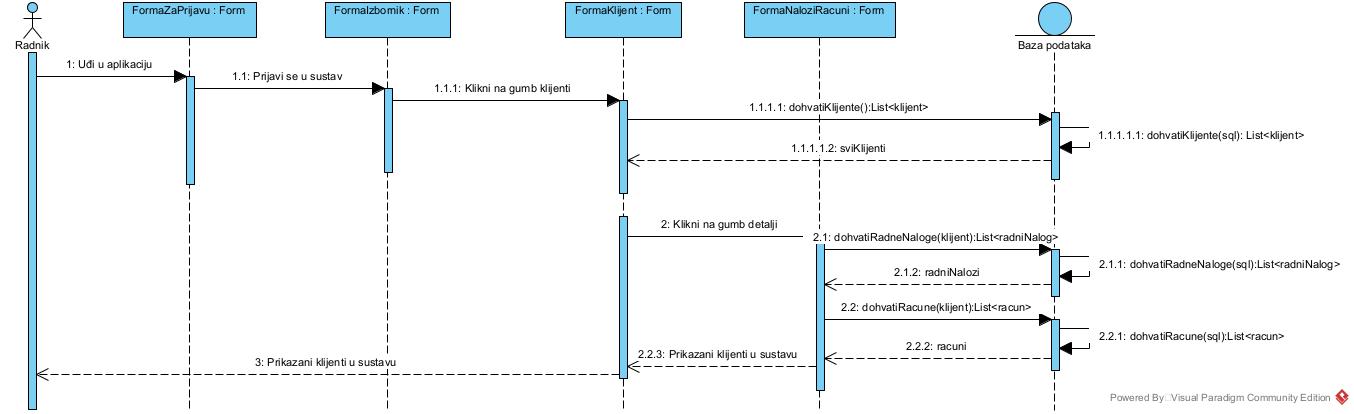 FormaZaPrijavu : Form
FormaIzbornik : Form
FormaKlijent : Form
FormaNaloziRacuni : Form
Radnik
Baza podataka
1: Uđi u aplikaciju
1.1: Prijavi se u sustav
1.1.1: Klikni na gumb klijenti
1.1.1.1: dohvatiKlijente():List<klijent>
1.1.1.1.1: dohvatiKlijente(sql): List<klijent>
1.1.1.1.2: sviKlijenti
2: Klikni na gumb detalji
2.1: dohvatiRadneNaloge(klijent):List<radniNalog>
2.1.1: dohvatiRadneNaloge(sql):List<radniNalog>
2.1.2: radniNalozi
2.2: dohvatiRacune(klijent):List<racun>
2.2.1: dohvatiRacune(sql):List<racun>
2.2.2: racuni
2.2.3: Prikazani klijenti u sustavu
3: Prikazani klijenti u sustavu
Powered By Visual Paradigm Community Edition